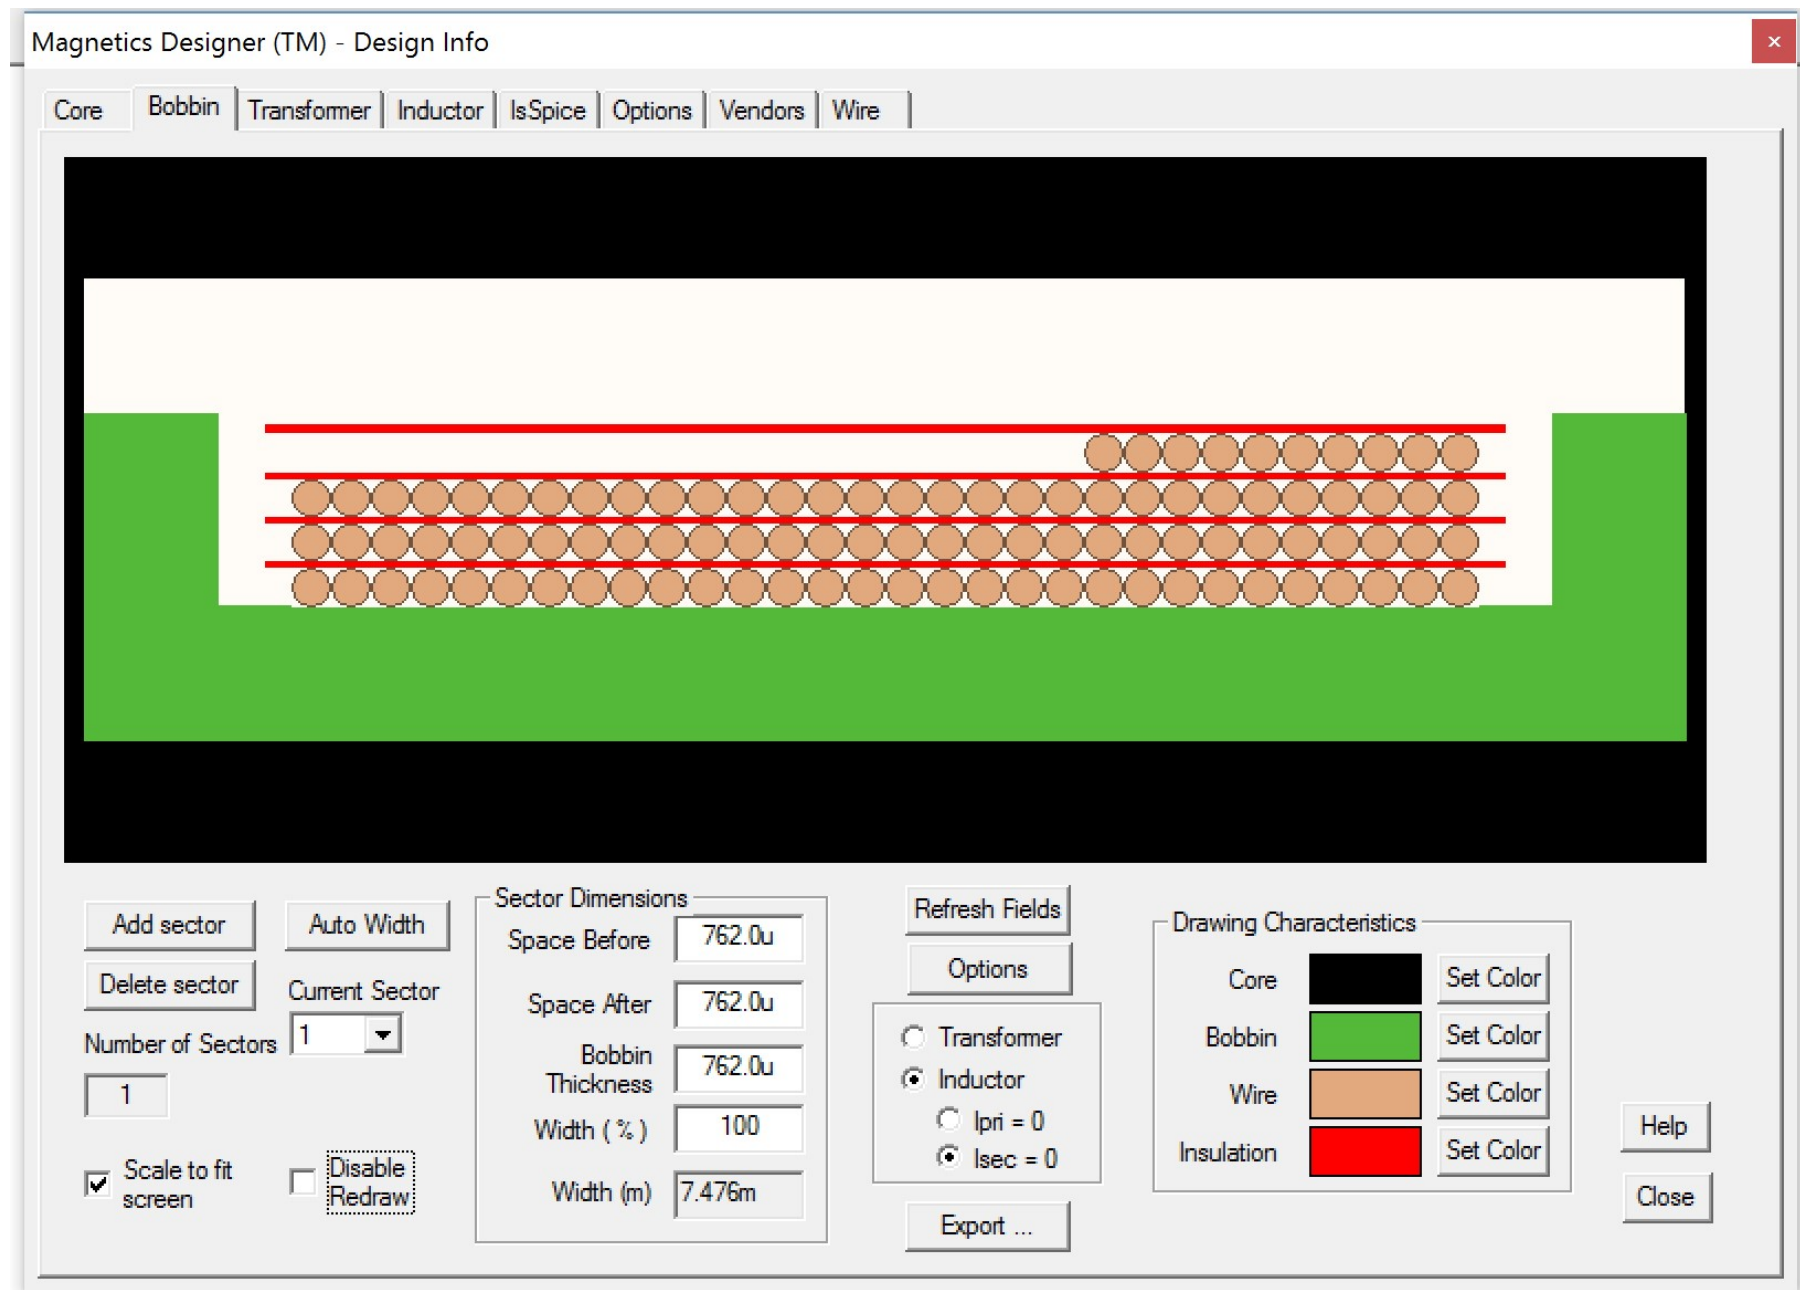 Magnetics Designer (TM) - Design Info
×
Core Bobbin Transformer Inductor IsSpice Options Vendors Wire
Add sector
Auto Width
Delete sector
Current Sector
1
Number of Sectors
1
Scale to fit
screen
Disable
Redraw
Sector Dimensions
Space Before 762.0u
Space After 762.0u
Bobbin
Thickness 762.0u
Width ( % ) 100
Width (m) 7.476m
Refresh Fields
Options
Transformer
Inductor
Ipri = 0
Isec = 0
Export ...
Drawing Characteristics
Core Set Color
Bobbin Set Color
Wire Set Color
Insulation Set Color
Help
Close